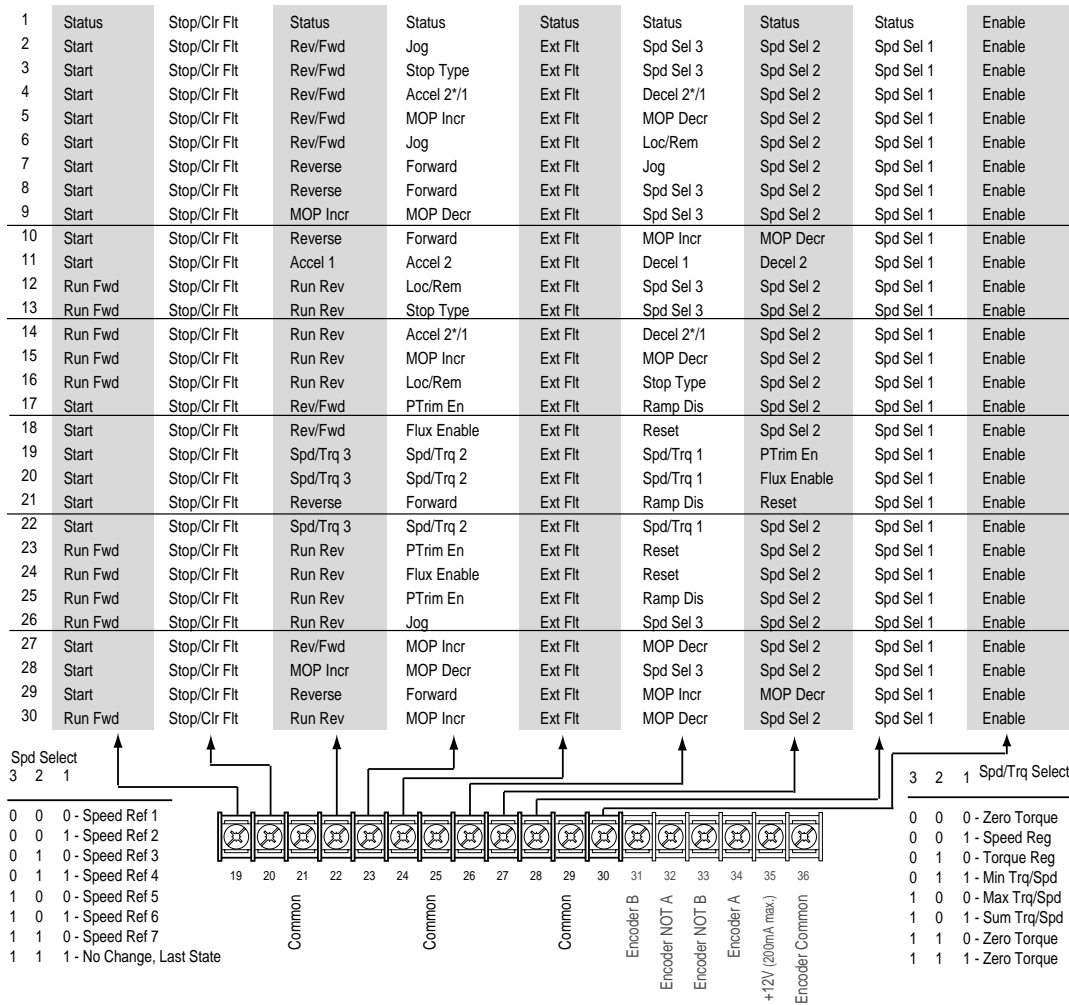 1 Status Stop/Clr Flt Status Status Status Status Status Status Enable
2 Start Stop/Clr Flt Rev/Fwd Jog Ext Flt Spd Sel 3 Spd Sel 2 Spd Sel 1 Enable
3 Start Stop/Clr Flt Rev/Fwd Stop Type Ext Flt Spd Sel 3 Spd Sel 2 Spd Sel 1 Enable
4 Start Stop/Clr Flt Rev/Fwd Accel 2*/1 Ext Flt Decel 2*/1 Spd Sel 2 Spd Sel 1 Enable
5 Start Stop/Clr Flt Rev/Fwd MOP Incr Ext Flt MOP Decr Spd Sel 2 Spd Sel 1 Enable
6 Start Stop/Clr Flt Rev/Fwd Jog Ext Flt Loc/Rem Spd Sel 2 Spd Sel 1 Enable
7 Start Stop/Clr Flt Reverse Forward Ext Flt Jog Spd Sel 2 Spd Sel 1 Enable
8 Start Stop/Clr Flt Reverse Forward Ext Flt Spd Sel 3 Spd Sel 2 Spd Sel 1 Enable
9 Start Stop/Clr Flt MOP Incr MOP Decr Ext Flt Spd Sel 3 Spd Sel 2 Spd Sel 1 Enable
10 Start Stop/Clr Flt Reverse Forward Ext Flt MOP Incr MOP Decr Spd Sel 1 Enable
11 Start Stop/Clr Flt Accel 1 Accel 2 Ext Flt Decel 1 Decel 2 Spd Sel 1 Enable
12 Run Fwd Stop/Clr Flt Run Rev Loc/Rem Ext Flt Spd Sel 3 Spd Sel 2 Spd Sel 1 Enable
13 Run Fwd Stop/Clr Flt Run Rev Stop Type Ext Flt Spd Sel 3 Spd Sel 2 Spd Sel 1 Enable
14 Run Fwd Stop/Clr Flt Run Rev Accel 2*/1 Ext Flt Decel 2*/1 Spd Sel 2 Spd Sel 1 Enable
15 Run Fwd Stop/Clr Flt Run Rev MOP Incr Ext Flt MOP Decr Spd Sel 2 Spd Sel 1 Enable
16 Run Fwd Stop/Clr Flt Run Rev Loc/Rem Ext Flt Stop Type Spd Sel 2 Spd Sel 1 Enable
17 Start Stop/Clr Flt Rev/Fwd PTrim En Ext Flt Ramp Dis Spd Sel 2 Spd Sel 1 Enable
18 Start Stop/Clr Flt Rev/Fwd Flux Enable Ext Flt Reset Spd Sel 2 Spd Sel 1 Enable
19 Start Stop/Clr Flt Spd/Trq 3 Spd/Trq 2 Ext Flt Spd/Trq 1 PTrim En Spd Sel 1 Enable
20 Start Stop/Clr Flt Spd/Trq 3 Spd/Trq 2 Ext Flt Spd/Trq 1 Flux Enable Spd Sel 1 Enable
21 Start Stop/Clr Flt Reverse Forward Ext Flt Ramp Dis Reset Spd Sel 1 Enable
22 Start Stop/Clr Flt Spd/Trq 3 Spd/Trq 2 Ext Flt Spd/Trq 1 Spd Sel 2 Spd Sel 1 Enable
23 Run Fwd Stop/Clr Flt Run Rev PTrim En Ext Flt Reset Spd Sel 2 Spd Sel 1 Enable
24 Run Fwd Stop/Clr Flt Run Rev Flux Enable Ext Flt Reset Spd Sel 2 Spd Sel 1 Enable
25 Run Fwd Stop/Clr Flt Run Rev PTrim En Ext Flt Ramp Dis Spd Sel 2 Spd Sel 1 Enable
26 Run Fwd Stop/Clr Flt Run Rev Jog Ext Flt Spd Sel 3 Spd Sel 2 Spd Sel 1 Enable
27 Start Stop/Clr Flt Rev/Fwd MOP Incr Ext Flt MOP Decr Spd Sel 2 Spd Sel 1 Enable
28 Start Stop/Clr Flt MOP Incr MOP Decr Ext Flt Spd Sel 3 Spd Sel 2 Spd Sel 1 Enable
29 Start Stop/Clr Flt Reverse Forward Ext Flt MOP Incr MOP Decr Spd Sel 1 Enable
30 Run Fwd Stop/Clr Flt Run Rev MOP Incr Ext Flt MOP Decr Spd Sel 2 Spd Sel 1 Enable
Spd Select
3 2 1
0 0 0 - Speed Ref 1
0 0 1 - Speed Ref 2
0 1 0 - Speed Ref 3
0 1 1 - Speed Ref 4
1 0 0 - Speed Ref 5
1 0 1 - Speed Ref 6
1 1 0 - Speed Ref 7
1 1 1 - No Change, Last State
19 20 21 22 23 24 25 26 27 28 29 30 31 32 33 34 35 36
Common
Common
Common
Encoder B
Encoder NOT A
Encoder NOT B
Encoder A
+12V (200mA max.)
Encoder Common
3 2 1 Spd/Trq Select
0 0 0 - Zero Torque
0 0 1 - Speed Reg
0 1 0 - Torque Reg
0 1 1 - Min Trq/Spd
1 0 0 - Max Trq/Spd
1 0 1 - Sum Trq/Spd
1 1 0 - Zero Torque
1 1 1 - Zero Torque